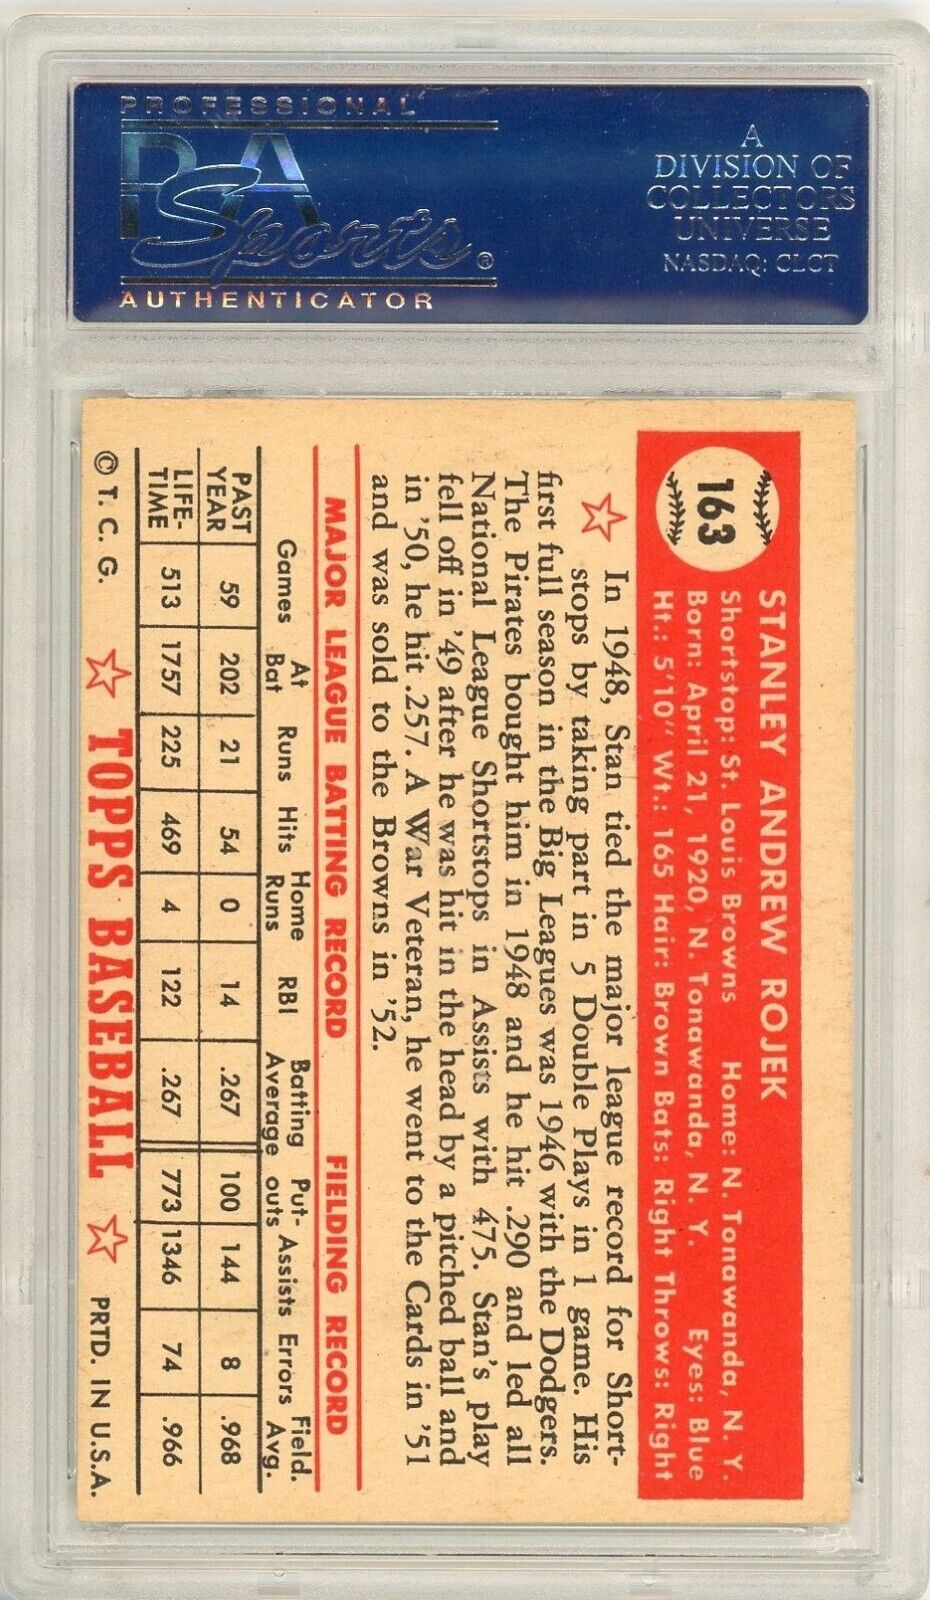 PROFESSIONAL
PSA
Sports®
AUTHENTICATOR
A
DIVISION OF
COLLECTORS
UNIVERSE
NASDAQ: CLCT
163
STANLEY ANDREW ROJEK
Shortstop: St. Louis Browns Home: N. Tonawanda, N. Y.
Born: April 21, 1920, N. Tonawanda, N. Y. Eyes: Blue
Ht.: 5'10" Wt.: 165 Hair: Brown Bats: Right Throws: Right
In 1948, Stan tied the major league record for Short-
stops by taking part in 5 Double Plays in 1 game. His
first full season in the Big Leagues was 1946 with the Dodgers.
The Pirates bought him in 1948 and he hit .290 and led all
National League Shortstops in Assists with 475. Stan's play
fell off in '49 after he was hit in the head by a pitched ball and
in '50, he hit .257. A War Veteran, he went to the Cards in '51
and was sold to the Browns in '52.
MAJOR LEAGUE BATTING RECORD FIELDING RECORD
Games At Bat Runs Hits Home Runs RBI Batting Average Put-outs Assists Errors Field. Avg.
PAST YEAR 59 202 21 54 0 14 .267 100 144 8 .968
LIFE-TIME 513 1757 225 469 4 122 .267 773 1346 74 .966
© T. C. G. TOPPS BASEBALL PRTD. IN U.S.A.